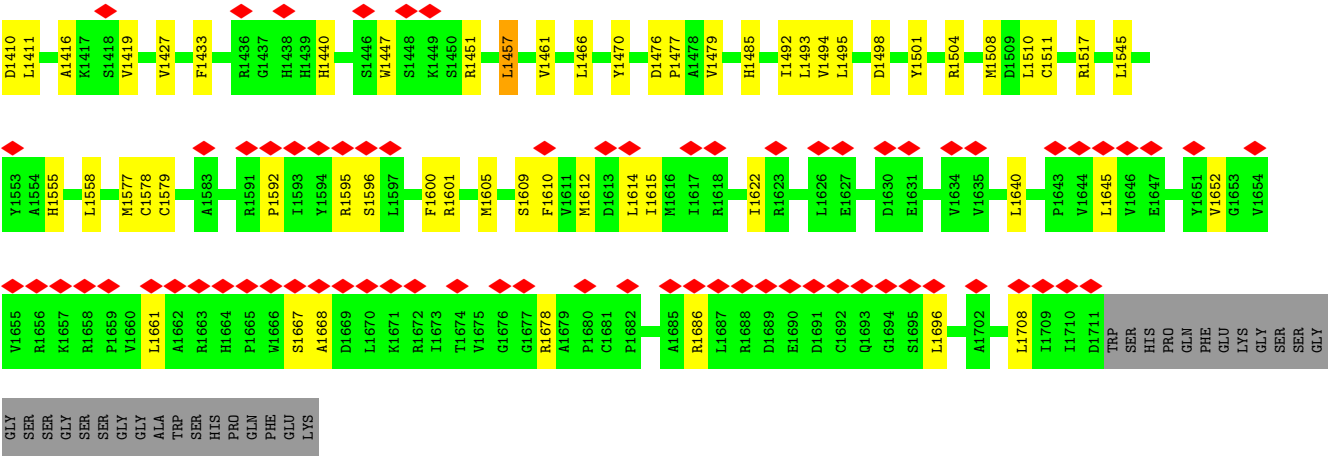 D1410 L1411 A1416 K1417 S1418 V1419 V1427 F1433 R1436 G1437 H1438 H1439 H1440 S1446 W1447 S1448 K1449 S1450 R1451 L1457 V1461 L1466 Y1470 D1476 P1477 A1478 V1479 H1485 I1492 L1493 V1494 L1495 D1498 Y1501 R1504 M1508 D1509 L1510 C1511 R1517 L1545
Y1553 A1554 H1555 L1558 M1577 C1578 C1579 A1583 R1591 P1592 I1593 Y1594 R1595 S1596 L1597 F1600 R1601 M1605 S1609 F1610 V1611 M1612 D1613 L1614 I1615 M1616 I1617 R1618 I1622 R1623 L1626 E1627 D1630 E1631 V1634 V1635 L1640 P1643 V1644 L1645 V1646 E1647 Y1651 V1652 G1653 V1654
V1655 R1656 K1657 R1658 P1659 V1660 L1661 A1662 R1663 H1664 P1665 W1666 S1667 A1668 D1669 L1670 K1671 R1672 I1673 T1674 V1675 G1676 G1677 R1678 A1679 P1680 C1681 P1682 A1685 R1686 L1687 R1688 D1689 E1690 D1691 C1692 Q1693 G1694 S1695 L1696 A1702 L1708 I1709 I1710 D1711 TRP SER HIS PRO GLN PHE GLU LYS GLY SER SER GLY
GLY SER SER GLY SER SER GLY GLY ALA TRP SER HIS PRO GLN PHE GLU LYS